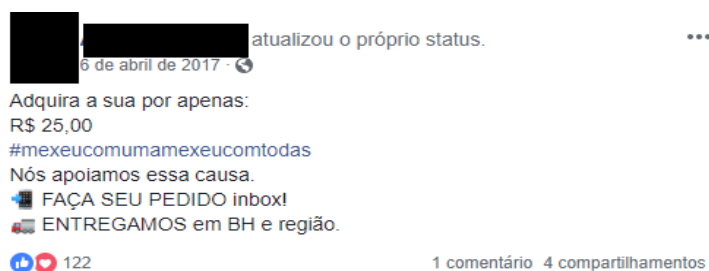 atualizou o próprio status.
6 de abril de 2017 ·
Adquira a sua por apenas:
R$ 25,00
#mexeucomumamexeucomtodas
Nós apoiamos essa causa.
📲 FAÇA SEU PEDIDO inbox!
🚛 ENTREGAMOS em BH e região.
122 1 comentário 4 compartilhamentos